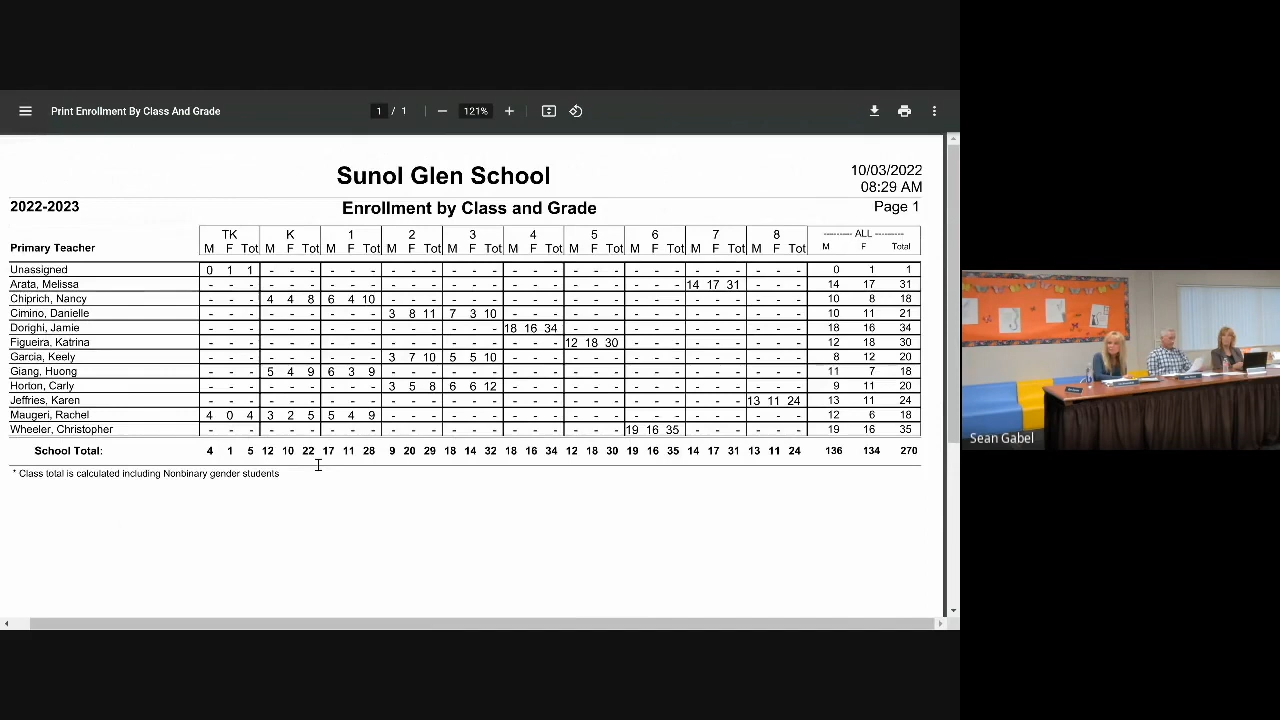 Print Enrollment By Class And Grade 1 / 1 121%
Sunol Glen School 10/03/2022
08:29 AM
2022-2023 Enrollment by Class and Grade Page 1
TK K 1 2 3 4 5 6 7 8 ---------- ALL ----------
Primary Teacher M F Tot M F Tot M F Tot M F Tot M F Tot M F Tot M F Tot M F Tot M F Tot M F Tot M F Total
Unassigned 0 1 1 - - - - - - - - - - - - - - - - - - - - - - - - - - - 0 1 1
Arata, Melissa - - - - - - - - - - - - - - - - - - - - - - - - 14 17 31 - - - 14 17 31
Chiprich, Nancy - - - 4 4 8 6 4 10 - - - - - - - - - - - - - - - - - - - - - 10 8 18
Cimino, Danielle - - - - - - - - - 3 8 11 7 3 10 - - - - - - - - - - - - - - - 10 11 21
Dorighi, Jamie - - - - - - - - - - - - - - - 18 16 34 - - - - - - - - - - - - 18 16 34
Figueira, Katrina - - - - - - - - - - - - - - - - - - 12 18 30 - - - - - - - - - 12 18 30
Garcia, Keely - - - - - - - - - 3 7 10 5 5 10 - - - - - - - - - - - - - - - 8 12 20
Giang, Huong - - - 5 4 9 6 3 9 - - - - - - - - - - - - - - - - - - - - - 11 7 18
Horton, Carly - - - - - - - - - 3 5 8 6 6 12 - - - - - - - - - - - - - - - 9 11 20
Jeffries, Karen - - - - - - - - - - - - - - - - - - - - - - - - - - - 13 11 24 13 11 24
Maugeri, Rachel 4 0 4 3 2 5 5 4 9 - - - - - - - - - - - - - - - - - - - - - 12 6 18
Wheeler, Christopher - - - - - - - - - - - - - - - - - - - - - 19 16 35 - - - - - - 19 16 35
School Total: 4 1 5 12 10 22 17 11 28 9 20 29 18 14 32 18 16 34 12 18 30 19 16 35 14 17 31 13 11 24 136 134 270
* Class total is calculated including Nonbinary gender students
Sean Gabel